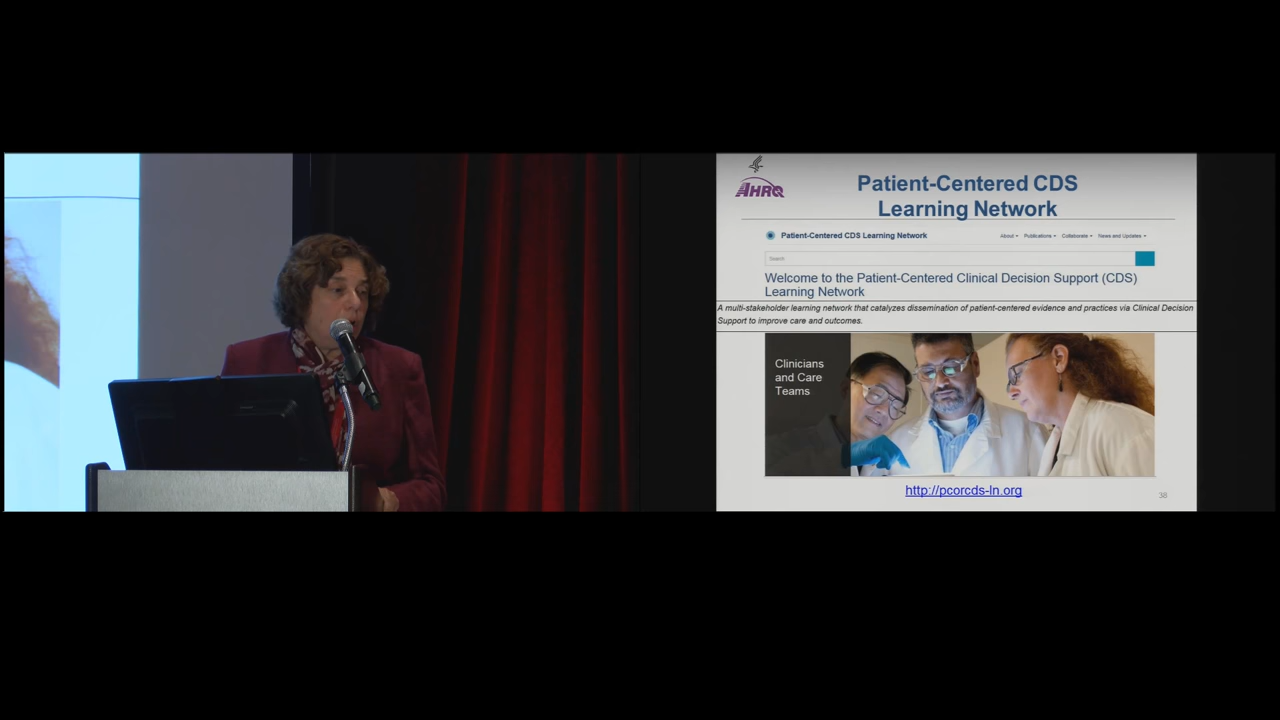 AHRQ
Patient-Centered CDS
Learning Network
Patient-Centered CDS Learning Network
About
Publications
Collaborate
News and Updates
Search
Welcome to the Patient-Centered Clinical Decision Support (CDS)
Learning Network
A multi-stakeholder learning network that catalyzes dissemination of patient-centered evidence and practices via Clinical Decision
Support to improve care and outcomes.
Clinicians
and Care
Teams
http://pcorcds-ln.org
38